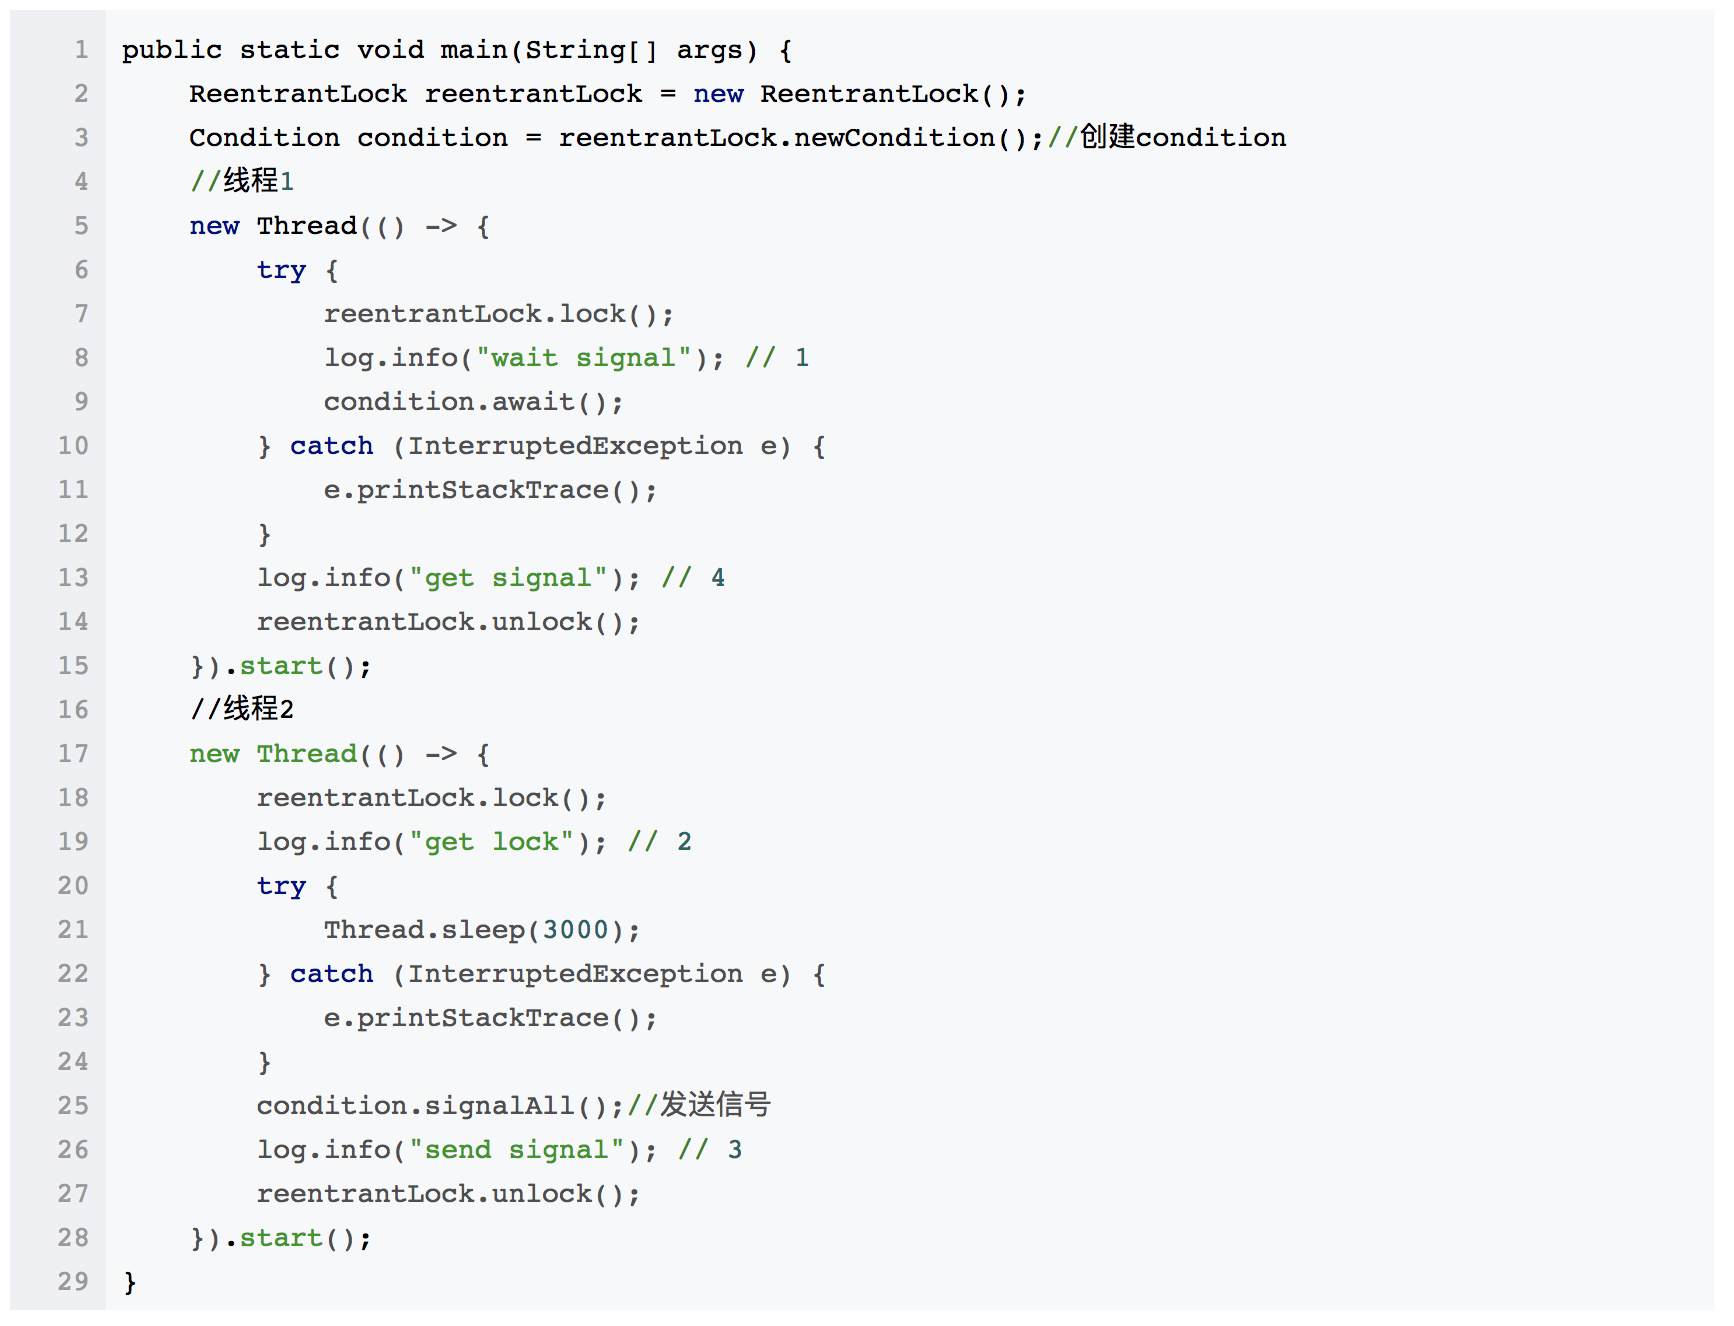 1 public static void main(String[] args) {
2     ReentrantLock reentrantLock = new ReentrantLock();
3     Condition condition = reentrantLock.newCondition();//创建condition
4     //线程1
5     new Thread(() -> {
6         try {
7             reentrantLock.lock();
8             log.info("wait signal"); // 1
9             condition.await();
10         } catch (InterruptedException e) {
11             e.printStackTrace();
12         }
13         log.info("get signal"); // 4
14         reentrantLock.unlock();
15     }).start();
16     //线程2
17     new Thread(() -> {
18         reentrantLock.lock();
19         log.info("get lock"); // 2
20         try {
21             Thread.sleep(3000);
22         } catch (InterruptedException e) {
23             e.printStackTrace();
24         }
25         condition.signalAll();//发送信号
26         log.info("send signal"); // 3
27         reentrantLock.unlock();
28     }).start();
29 }